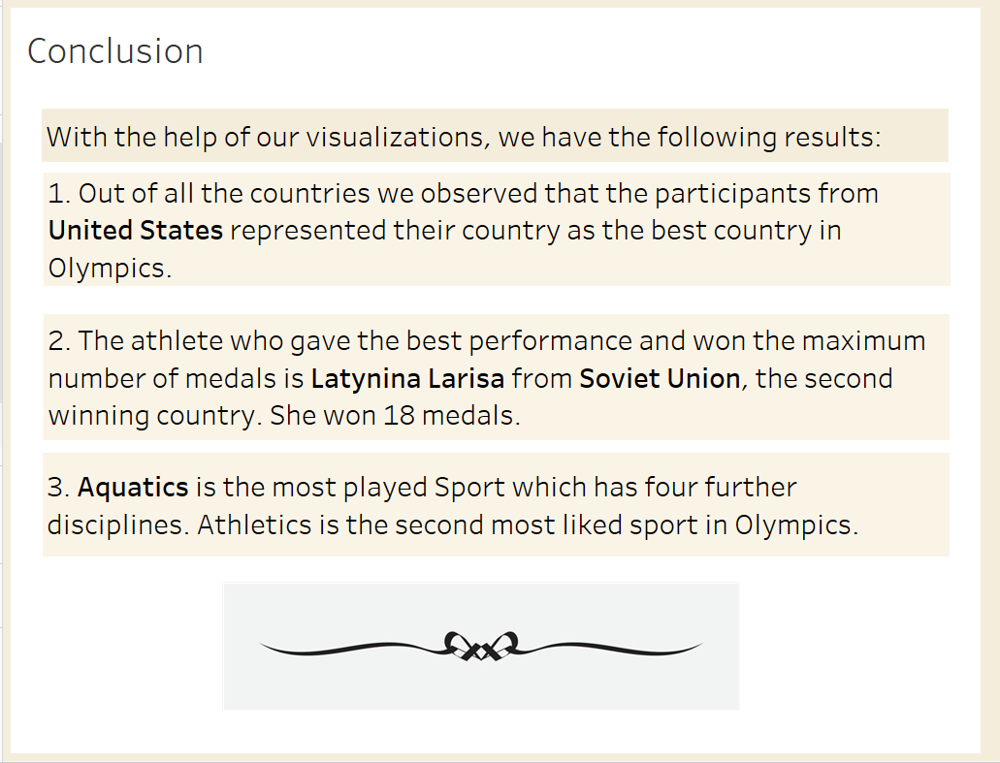 Conclusion
With the help of our visualizations, we have the following results:
1. Out of all the countries we observed that the participants from
United States represented their country as the best country in
Olympics.
2. The athlete who gave the best performance and won the maximum
number of medals is Latynina Larisa from Soviet Union, the second
winning country. She won 18 medals.
3. Aquatics is the most played Sport which has four further
disciplines. Athletics is the second most liked sport in Olympics.